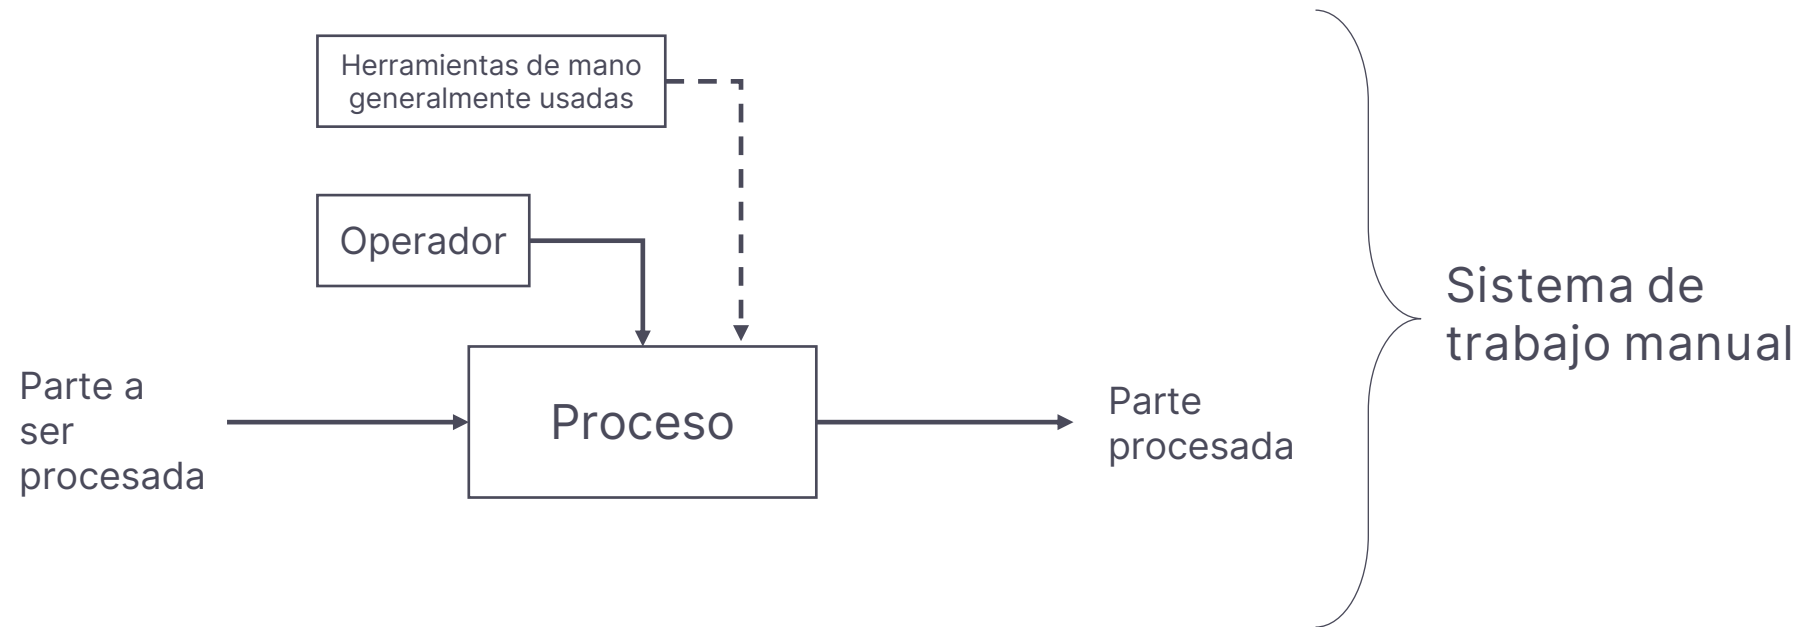 Herramientas de mano
generalmente usadas
Operador
Parte a
ser
procesada
Proceso
Parte
procesada
Sistema de
trabajo manual